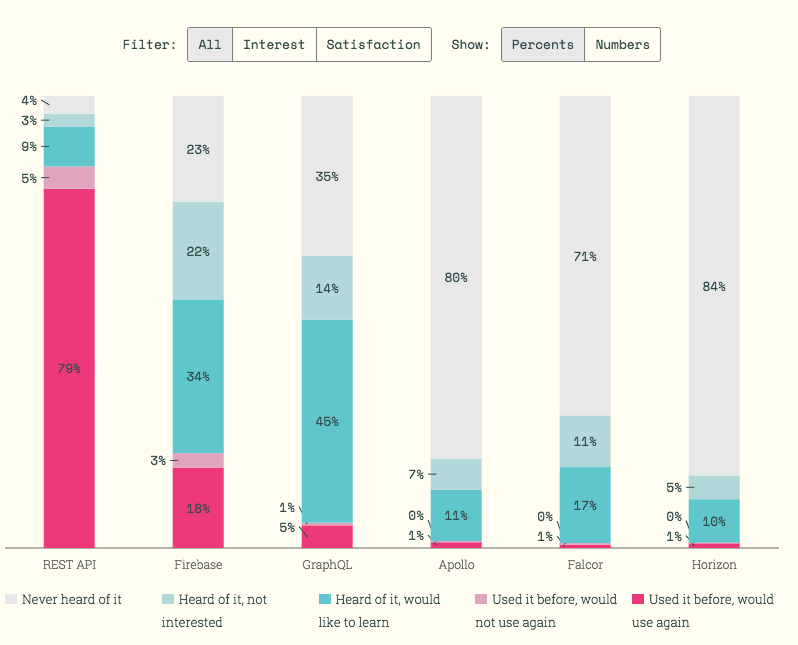 Filter: All Interest Satisfaction Show: Percents Numbers
4%
3%
9%
5%
79%
23%
22%
34%
3%
18%
35%
14%
45%
1%
5%
80%
7%
11%
0%
1%
71%
11%
17%
0%
1%
84%
5%
10%
0%
1%
REST API Firebase GraphQL Apollo Falcor Horizon
Never heard of it
Heard of it, not
interested
Heard of it, would
like to learn
Used it before, would
not use again
Used it before, would
use again